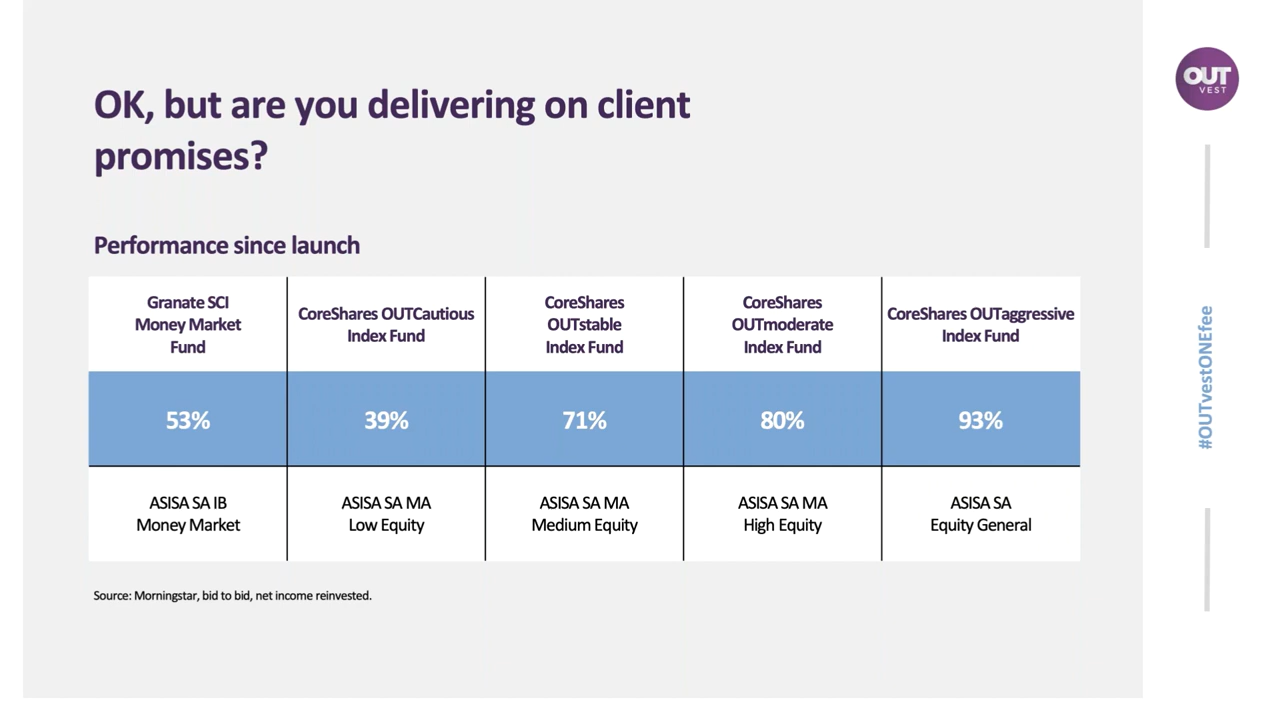 OK, but are you delivering on client
promises?
Performance since launch
Granate SCI
Money Market
Fund
CoreShares OUTCautious
Index Fund
CoreShares
OUTstable
Index Fund
CoreShares
OUTmoderate
Index Fund
CoreShares OUTaggressive
Index Fund
53%
39%
71%
80%
93%
ASISA SA IB
Money Market
ASISA SA MA
Low Equity
ASISA SA MA
Medium Equity
ASISA SA MA
High Equity
ASISA SA
Equity General
Source: Morningstar, bid to bid, net income reinvested.
OUT
VEST
#OUTvestONEfee